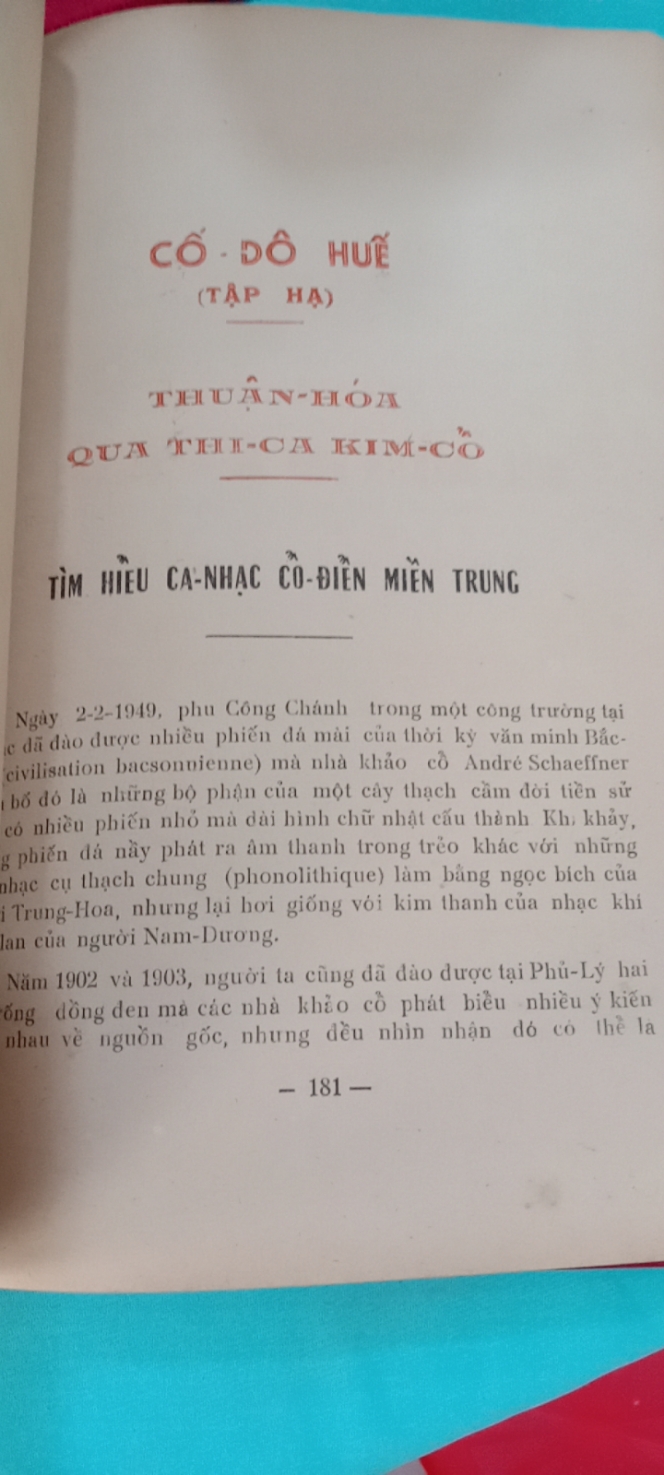 CỐ - ĐÔ HUẾ
(TẬP HẠ)
THUẬN-HÓA
QUA THI-CA KIM-CỔ
TÌM HIỂU CA-NHẠC CỔ-ĐIỂN MIỀN TRUNG
Ngày 2-2-1949, phu Công Chánh trong một công trường tại
đã đào được nhiều phiến đá mài của thời kỳ văn minh Bắc-
civilisation bacsonnienne) mà nhà khảo cổ André Schaeffner
bố đó là những bộ phận của một cây thạch cầm đời tiền sử
có nhiều phiến nhỏ mà dài hình chữ nhật cấu thành Kh. khảy,
phiến đá nầy phát ra âm thanh trong trẻo khác với những
nhạc cụ thạch chung (phonolithique) làm bằng ngọc bích của
Trung-Hoa, nhưng lại hơi giống với kim thanh của nhạc khí
của người Nam-Dương.
Năm 1902 và 1903, người ta cũng đã đào được tại Phủ-Lý hai
đồng đen mà các nhà khảo cổ phát biểu nhiều ý kiến
nhau về nguồn gốc, nhưng đều nhìn nhận đó có thể là
— 181 —